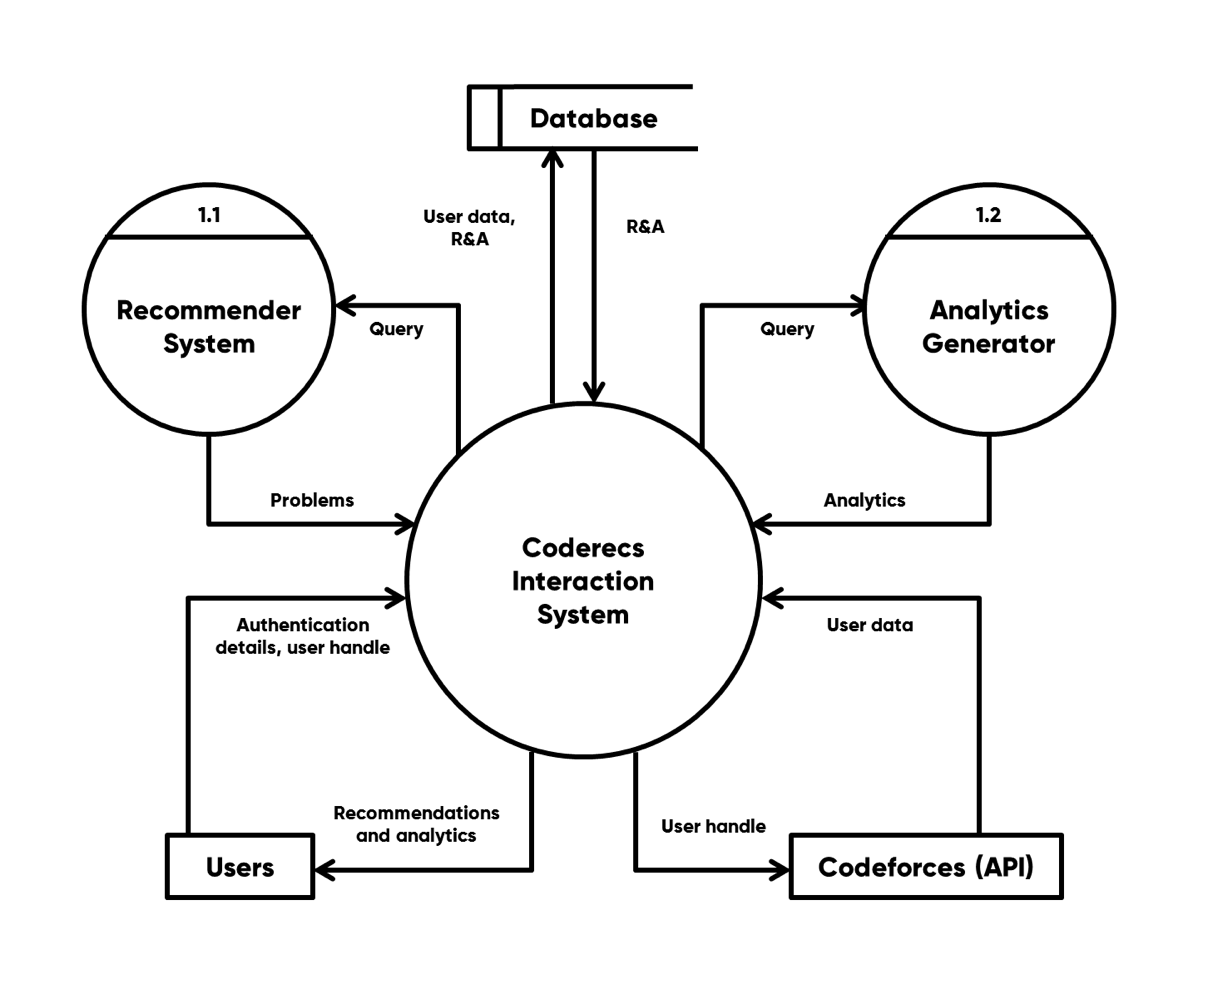 Database
User data,
R&A
R&A
1.1
Recommender
System
1.2
Analytics
Generator
Query
Query
Problems
Analytics
Coderecs
Interaction
System
Authentication
details, user handle
User data
Recommendations
and analytics
User handle
Users
Codeforces (API)